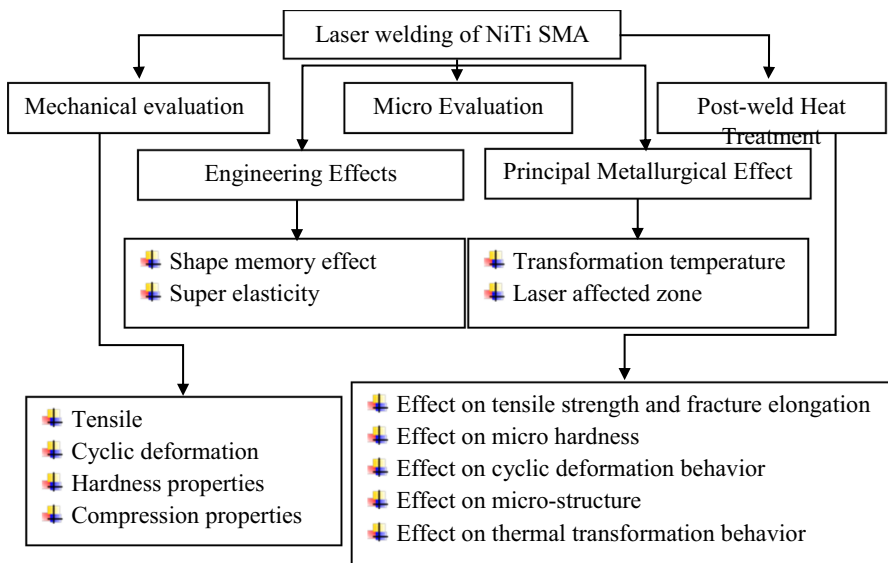 Laser welding of NiTi SMA
Mechanical evaluation
Micro Evaluation
Post-weld Heat
Treatment
Engineering Effects
Principal Metallurgical Effect
Shape memory effect
Super elasticity
Transformation temperature
Laser affected zone
Tensile
Cyclic deformation
Hardness properties
Compression properties
Effect on tensile strength and fracture elongation
Effect on micro hardness
Effect on cyclic deformation behavior
Effect on micro-structure
Effect on thermal transformation behavior